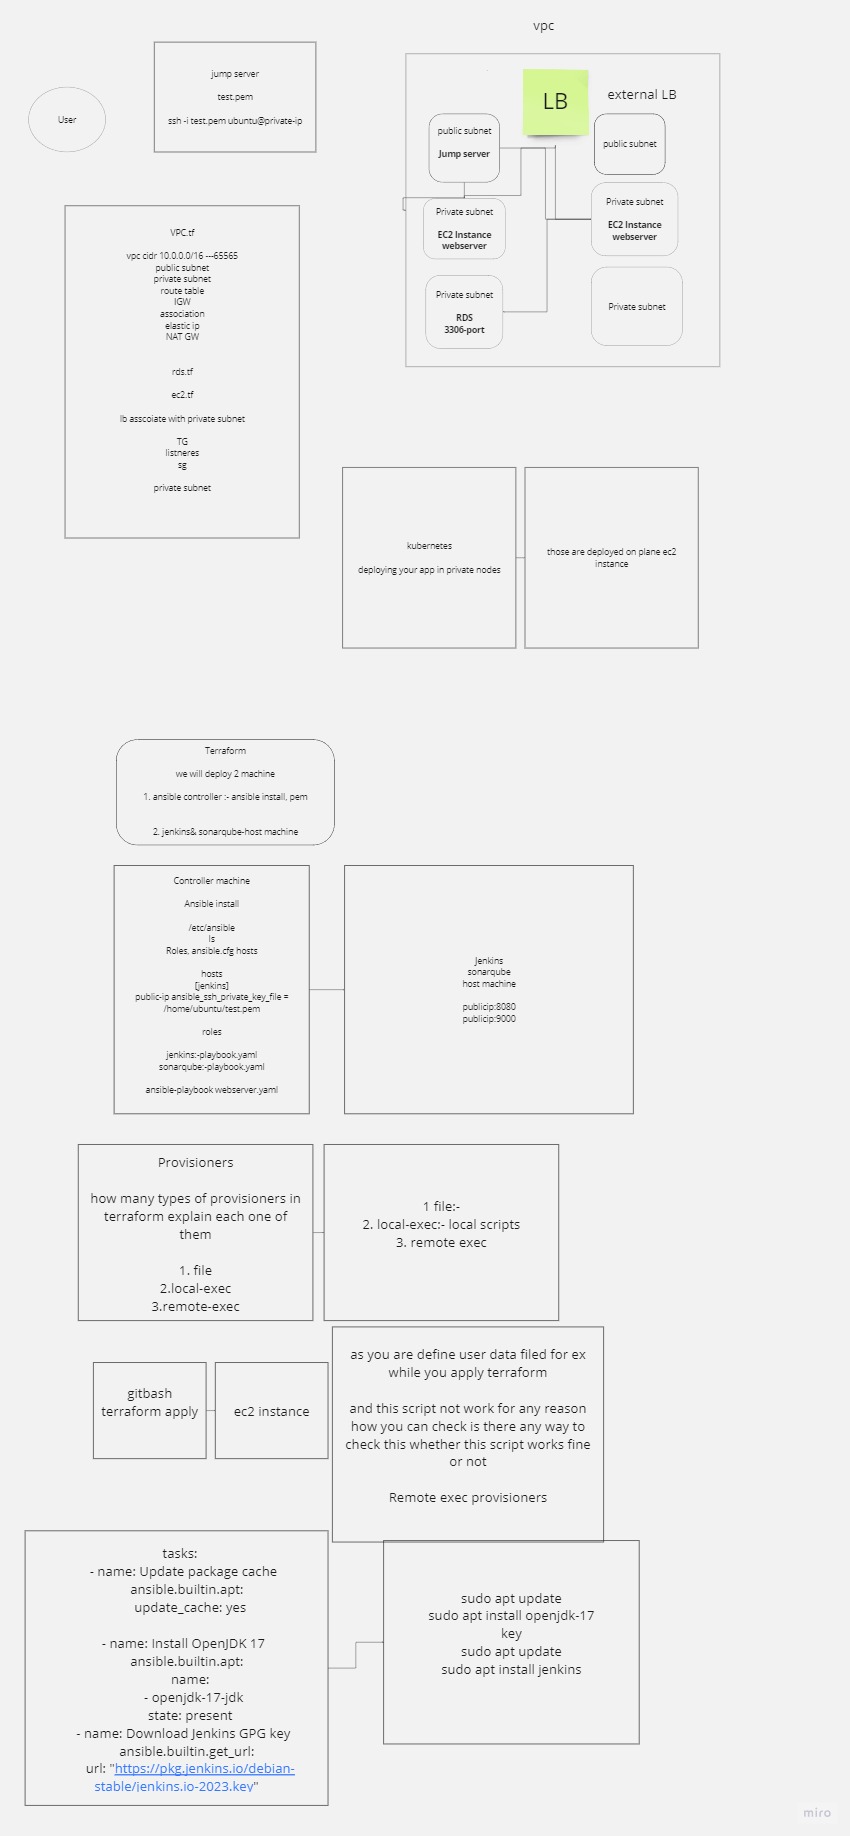 vpc
jump server
test.pem
ssh -i test.pem ubuntu@private-ip
User
LB
external LB
public subnet
Jump server
public subnet
Private subnet
EC2 Instance
webserver
Private subnet
EC2 Instance
webserver
Private subnet
RDS
3306-port
Private subnet
VPC.tf
vpc cidr 10.0.0.0/16 ---65565
public subnet
private subnet
route table
IGW
association
elastic ip
NAT GW
rds.tf
ec2.tf
lb asscoiate with private subnet
TG
listneres
sg
private subnet
kubernetes
deploying your app in private nodes
those are deployed on plane ec2
instance
Terraform
we will deploy 2 machine
1. ansible controller :- ansible install, pem
2. jenkins& sonarqube-host machine
Controller machine
Ansible install
/etc/ansible
ls
Roles, ansible.cfg hosts
hosts
[jenkins]
public-ip ansible_ssh_private_key_file =
/home/ubuntu/test.pem
roles
jenkins:-playbook.yaml
sonarqube:-playbook.yaml
ansible-playbook webserver.yaml
Jenkins
sonarqube
host machine
publicip:8080
publicip:9000
Provisioners
how many types of provisioners in
terraform explain each one of
them
1. file
2.local-exec
3.remote-exec
1 file:-
2. local-exec:- local scripts
3. remote exec
gitbash
terraform apply
ec2 instance
as you are define user data filed for ex
while you apply terraform
and this script not work for any reason
how you can check is there any way to
check this whether this script works fine
or not
Remote exec provisioners
tasks:
- name: Update package cache
ansible.builtin.apt:
update_cache: yes
- name: Install OpenJDK 17
ansible.builtin.apt:
name:
- openjdk-17-jdk
state: present
- name: Download Jenkins GPG key
ansible.builtin.get_url:
url: "https://pkg.jenkins.io/debian-
stable/jenkins.io-2023.key"
sudo apt update
sudo apt install openjdk-17
key
sudo apt update
sudo apt install jenkins
miro